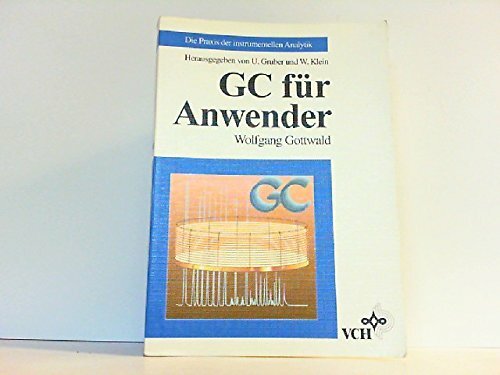 Die Praxis der instrumentellen Analytik
Herausgegeben von U. Gruber und W. Klein
GC für
Anwender
Wolfgang Gottwald
GC
VCH